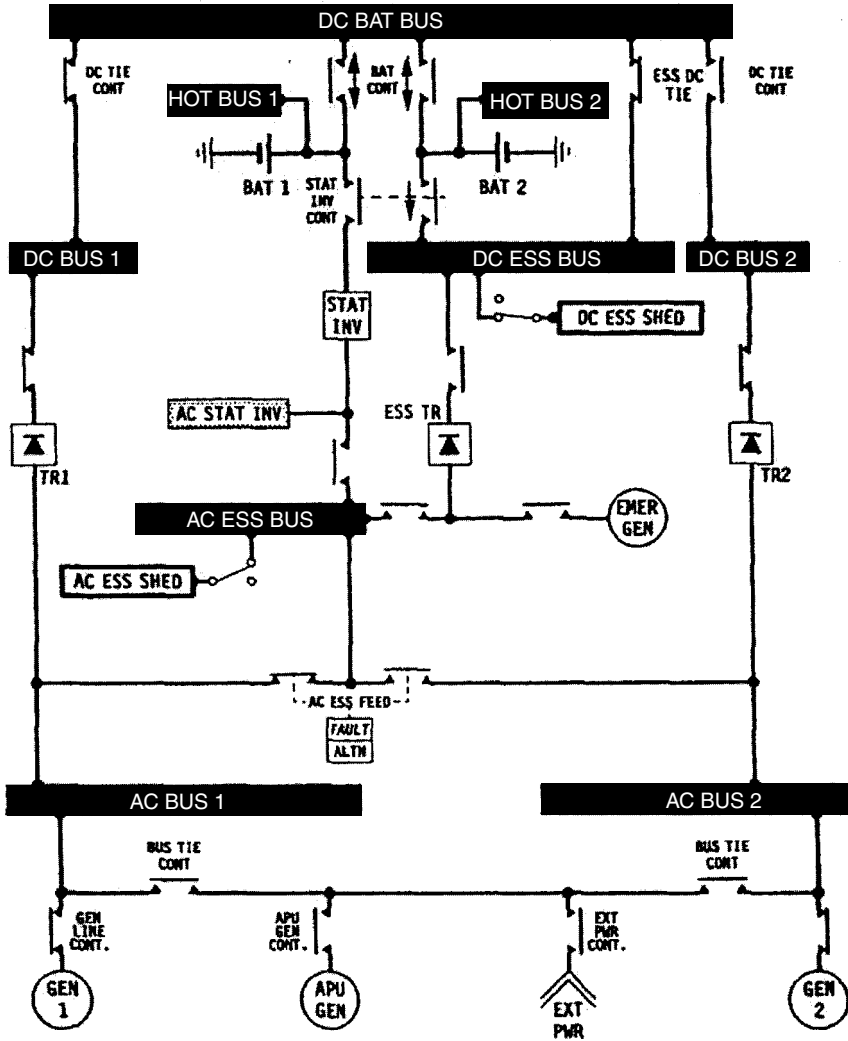 DC BAT BUS
DC TIE
CONT
BAT
CONT
ESS DC
TIE
DC TIE
CONT
HOT BUS 1
HOT BUS 2
BAT 1
STAT
INV
CONT
BAT 2
DC BUS 1
DC ESS BUS
DC BUS 2
STAT
INV
DC ESS SHED
AC STAT INV
ESS TR
TR1
TR2
AC ESS BUS
EMER
GEN
AC ESS SHED
AC ESS FEED
FAULT
ALTN
AC BUS 1
AC BUS 2
BUS TIE
CONT
BUS TIE
CONT
GEN
LINE
CONT.
APU
GEN
CONT.
EXT
PWR
CONT.
GEN
1
APU
GEN
EXT
PWR
GEN
2